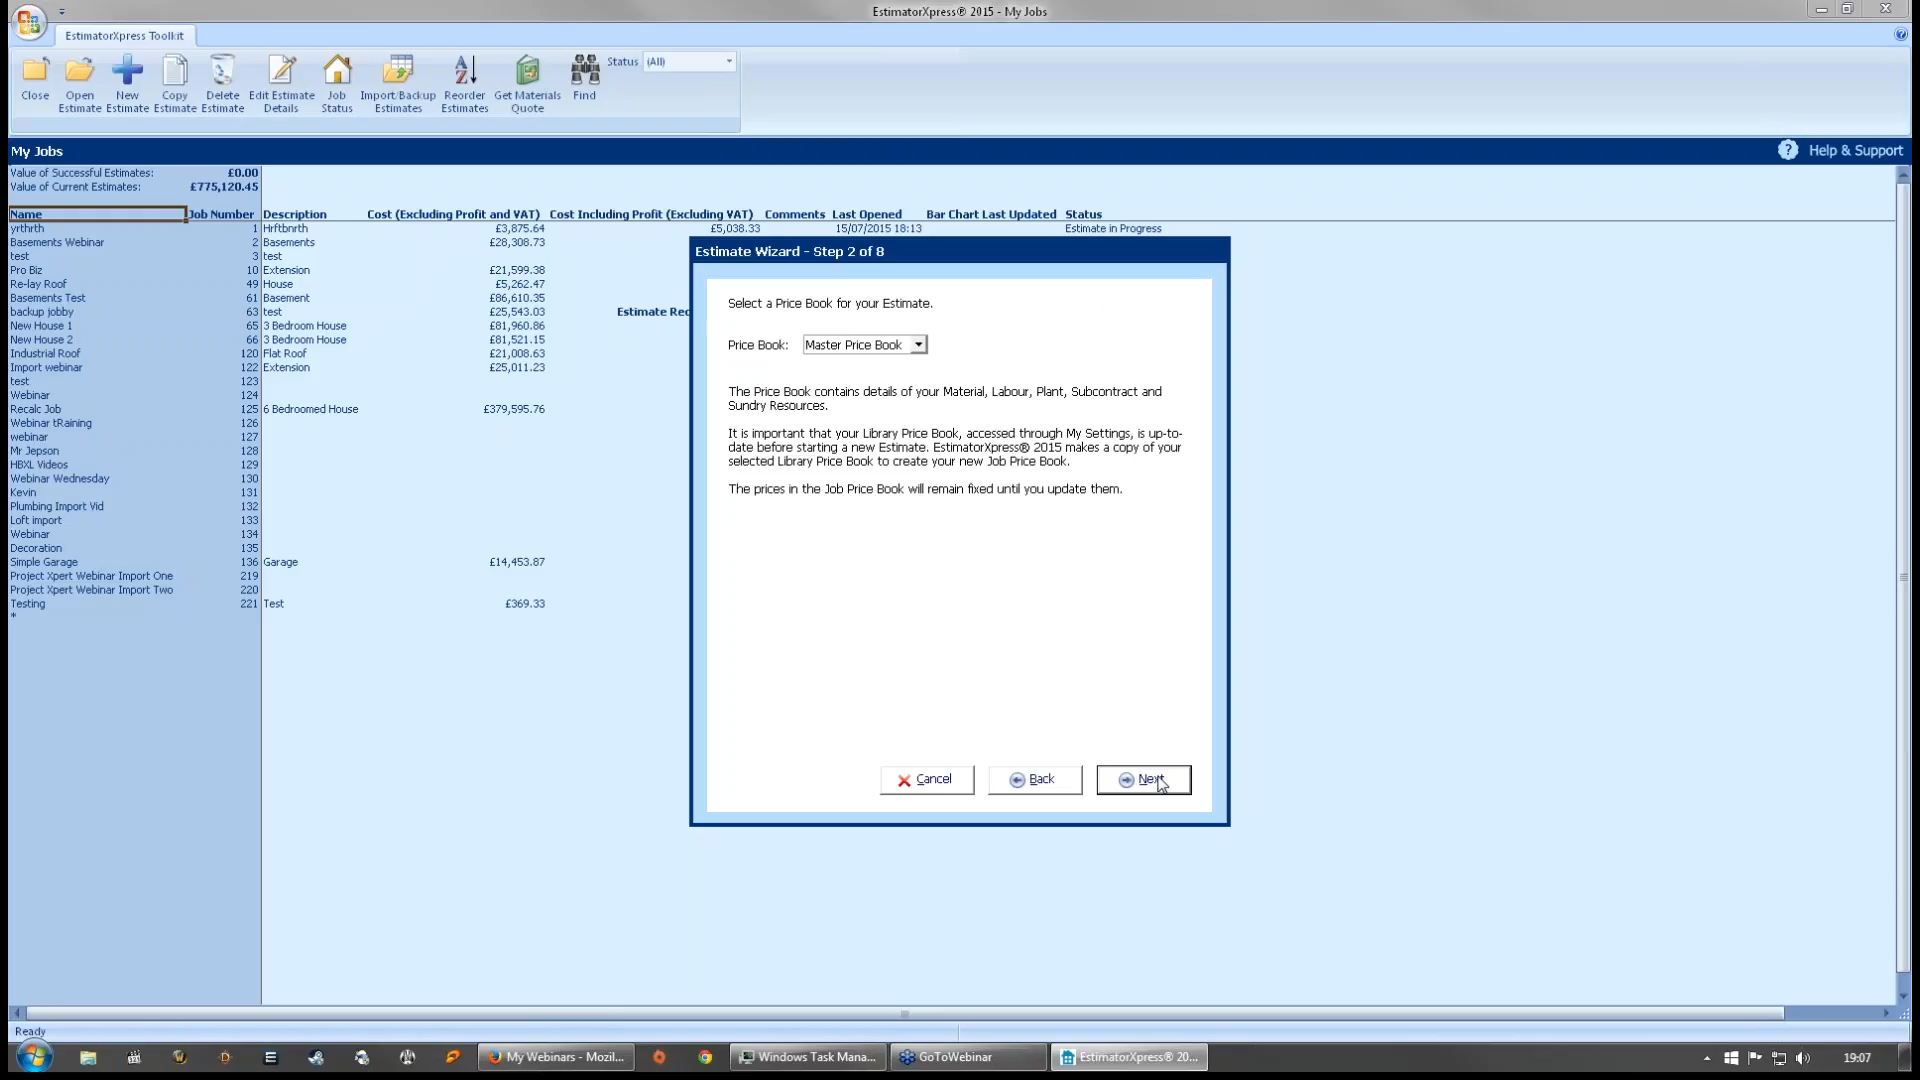 EstimatorXpress® 2015 - My Jobs
EstimatorXpress Toolkit
Close
Open Estimate
New Estimate
Copy Estimate
Delete Estimate
Edit Estimate Details
Job Status
Import/Backup Estimates
Reorder Estimates
Get Materials Quote
Find
Status (All)
My Jobs
? Help & Support
Value of Successful Estimates: £0.00
Value of Current Estimates: £775,120.45
Name Job Number Description Cost (Excluding Profit and VAT) Cost Including Profit (Excluding VAT) Comments Last Opened Bar Chart Last Updated Status
yrthrth 1 Hrftbnrth £3,875.64 £5,038.33 15/07/2015 18:13 Estimate in Progress
Basements Webinar 2 Basements £28,308.73
test 3 test
Pro Biz 10 Extension £21,599.38
Re-lay Roof 49 House £5,262.47
Basements Test 61 Basement £86,610.35
backup jobby 63 test £25,543.03 Estimate Rec
New House 1 65 3 Bedroom House £81,960.86
New House 2 66 3 Bedroom House £81,521.15
Industrial Roof 120 Flat Roof £21,008.63
Import webinar 122 Extension £25,011.23
test 123
Webinar 124
Recalc Job 125 6 Bedroomed House £379,595.76
Webinar tRaining 126
webinar 127
Mr Jepson 128
HBXL Videos 129
Webinar Wednesday 130
Kevin 131
Plumbing Import Vid 132
Loft import 133
Webinar 134
Decoration 135
Simple Garage 136 Garage £14,453.87
Project Xpert Webinar Import One 219
Project Xpert Webinar Import Two 220
Testing 221 Test £369.33
*
Estimate Wizard - Step 2 of 8
Select a Price Book for your Estimate.
Price Book: Master Price Book
The Price Book contains details of your Material, Labour, Plant, Subcontract and
Sundry Resources.
It is important that your Library Price Book, accessed through My Settings, is up-to-
date before starting a new Estimate. EstimatorXpress® 2015 makes a copy of your
selected Library Price Book to create your new Job Price Book.
The prices in the Job Price Book will remain fixed until you update them.
Cancel Back Next
Ready
My Webinars - Mozil... Windows Task Mana... GoToWebinar EstimatorXpress® 20... 19:07